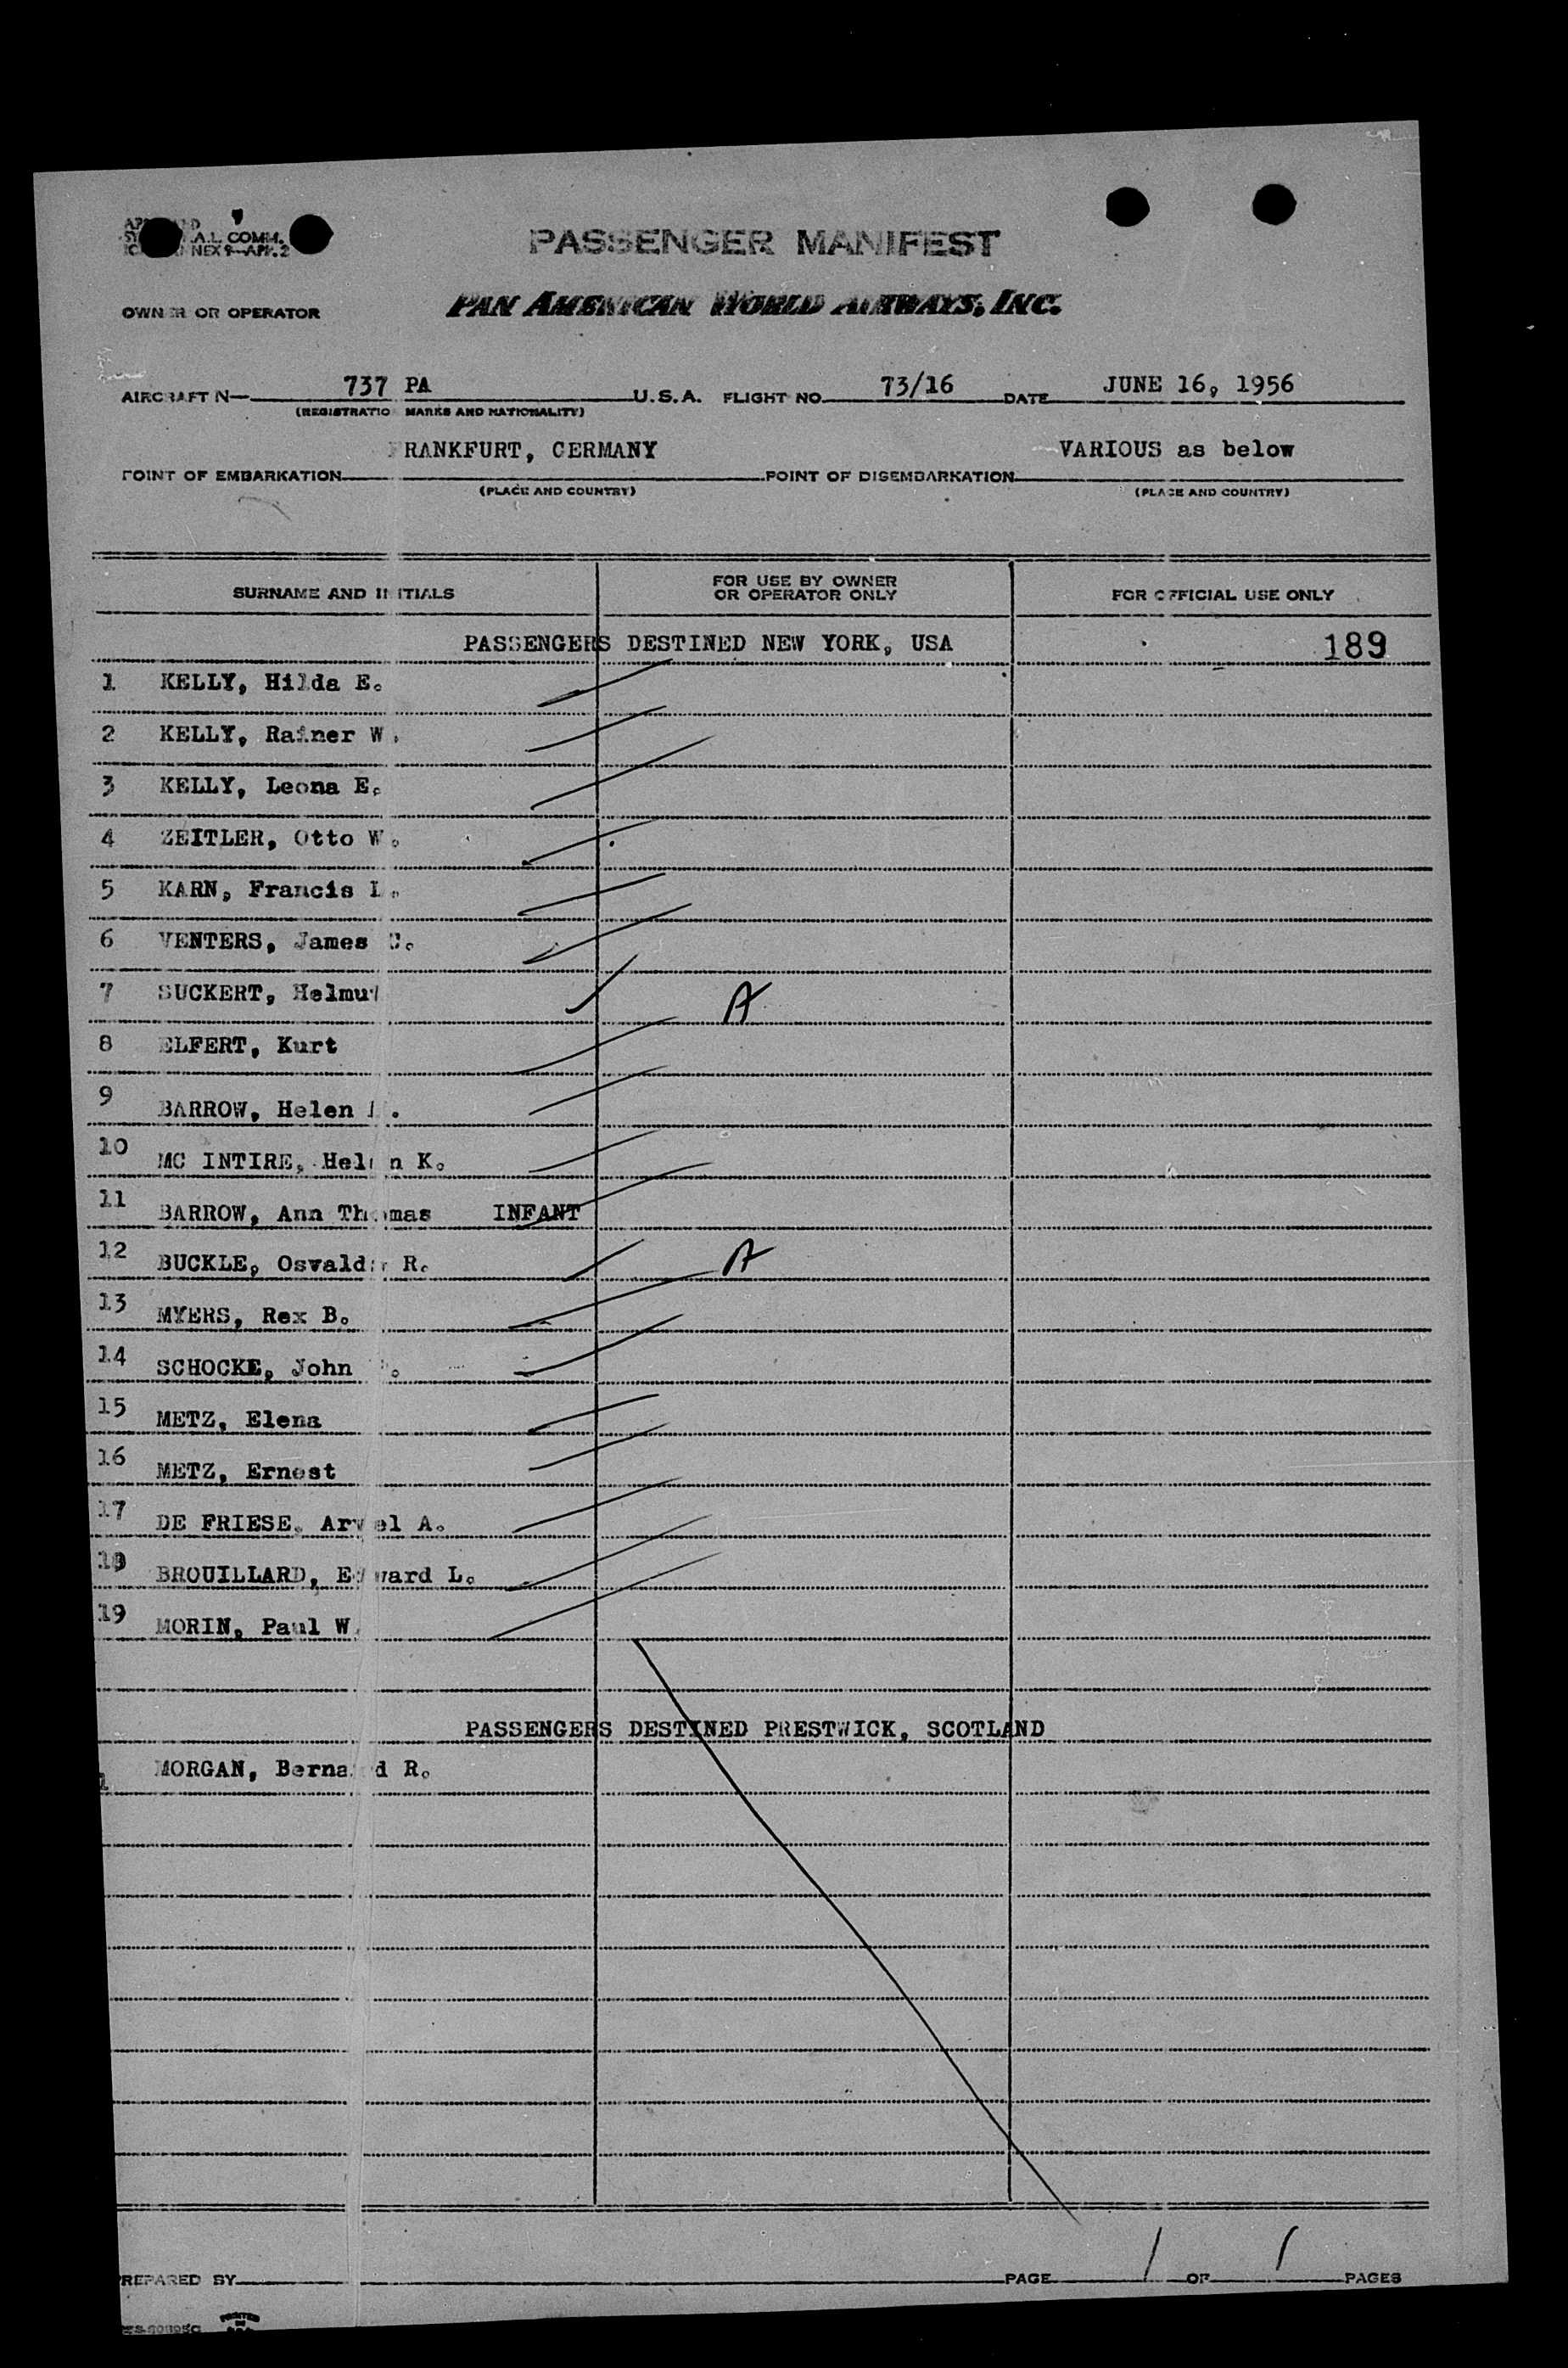 PASSENGER MANIFEST
OWNER OR OPERATOR PAN AMERICAN WORLD AIRWAYS, INC.
AIRCRAFT N— 737 PA U.S.A. FLIGHT NO. 73/16 DATE JUNE 16, 1956
(REGISTRATION MARKS AND NATIONALITY)
FRANKFURT, GERMANY VARIOUS as below
POINT OF EMBARKATION POINT OF DISEMBARKATION
(PLACE AND COUNTRY) (PLACE AND COUNTRY)
SURNAME AND INITIALS FOR USE BY OWNER OR OPERATOR ONLY FOR OFFICIAL USE ONLY
PASSENGERS DESTINED NEW YORK, USA 189
1 KELLY, Hilda E.
2 KELLY, Rainer W.
3 KELLY, Leona E.
4 ZEITLER, Otto W.
5 KARN, Francis L.
6 VENTERS, James C.
7 SUCKERT, Helmut A
8 ELFERT, Kurt
9 BARROW, Helen
10 MC INTIRE, Helen K.
11 BARROW, Ann Thomas INFANT
12 BUCKLE, R. A
13 MYERS, Rex B.
14 SCHOCKE, John
15 METZ, Elena
16 METZ, Ernest
17 DE FRIESE, A.
18 BROUILLARD, Edward L.
19 MORIN, Paul W.
PASSENGERS DESTINED PRESTWICK, SCOTLAND
1 MORGAN, Bernard R.
PREPARED BY PAGE 1 OF 1 PAGES